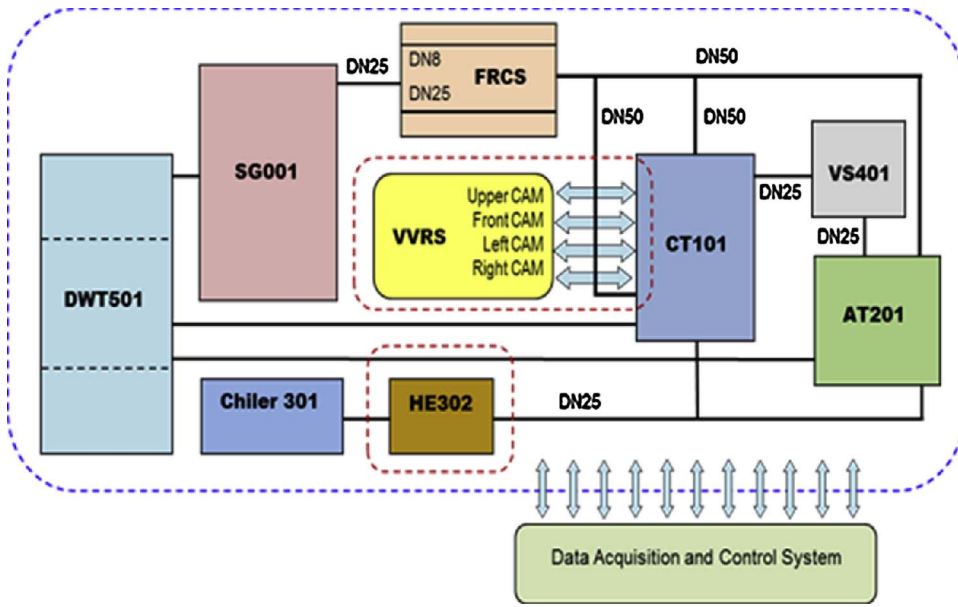 DN25
DN8
DN25
FRCS
DN50
DN50
DN50
SG001
VS401
DN25
DN25
VVRS
Upper CAM
Front CAM
Left CAM
Right CAM
CT101
DWT501
AT201
Chiler 301
HE302
DN25
Data Acquisition and Control System